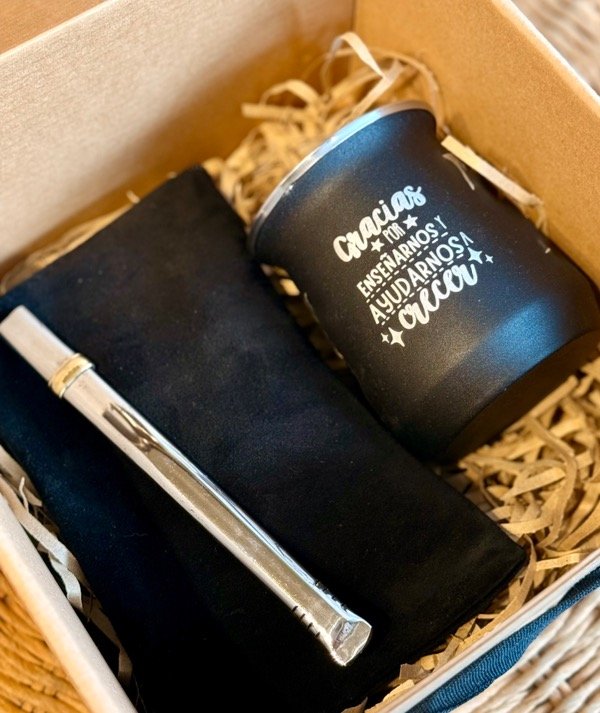 Gracias
POR
ENSEÑARNOS Y
AYUDARNOS A
crecer